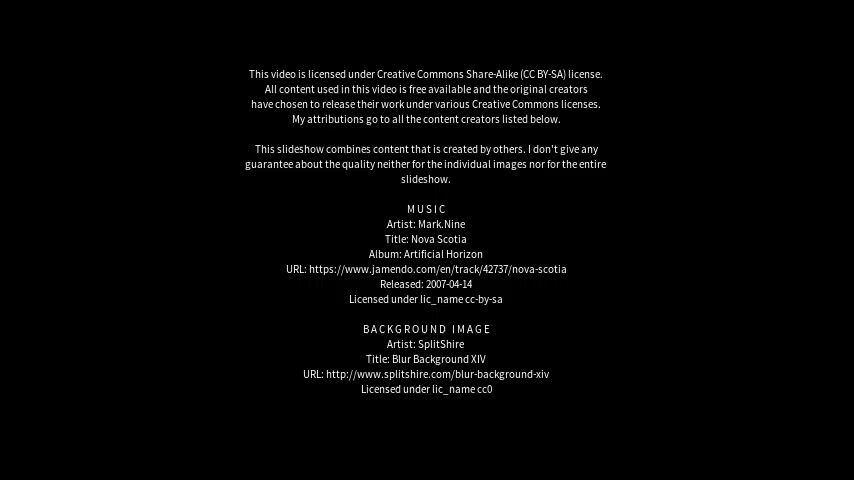 This video is licensed under Creative Commons Share-Alike (CC BY-SA) license.
All content used in this video is free available and the original creators
have chosen to release their work under various Creative Commons licenses.
My attributions go to all the content creators listed below.
This slideshow combines content that is created by others. I don't give any
guarantee about the quality neither for the individual images nor for the entire
slideshow.
MUSIC
Artist: Mark.Nine
Title: Nova Scotia
Album: Artificial Horizon
URL: https://www.jamendo.com/en/track/42737/nova-scotia
Released: 2007-04-14
Licensed under lic_name cc-by-sa
BACKGROUND IMAGE
Artist: SplitShire
Title: Blur Background XIV
URL: http://www.splitshire.com/blur-background-xiv
Licensed under lic_name cc0